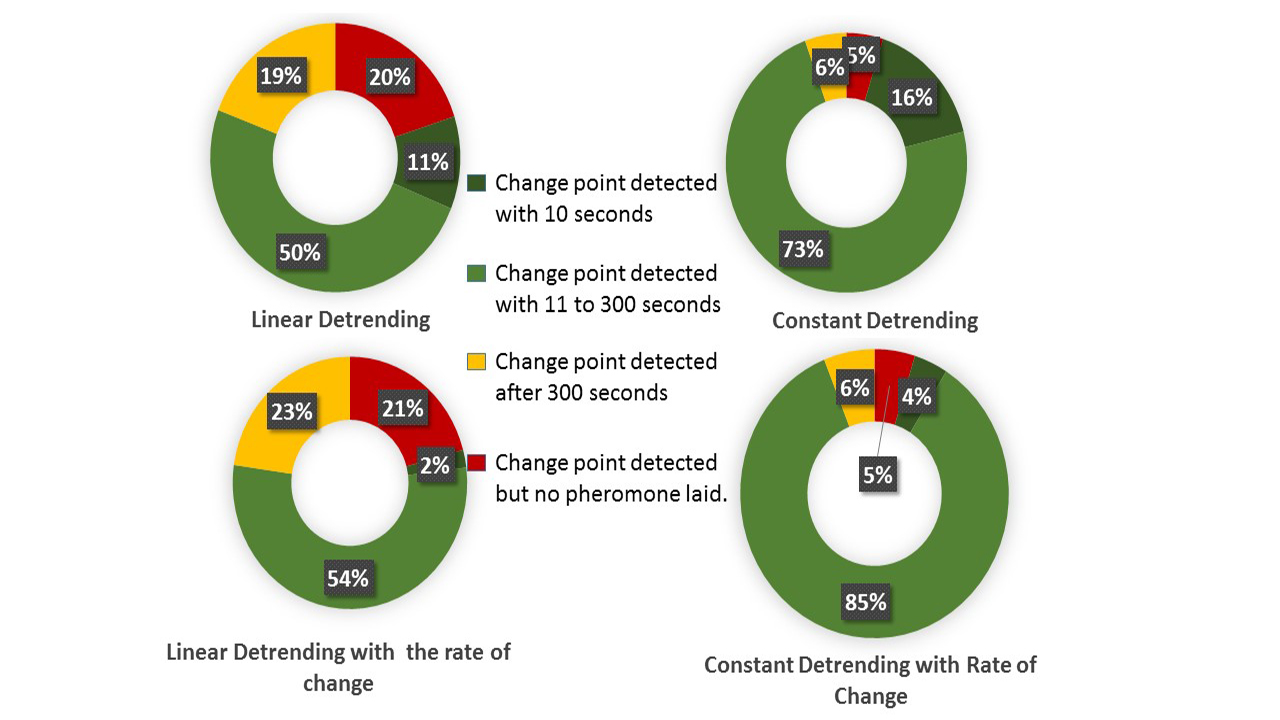 19%
20%
11%
50%
Linear Detrending
6%
5%
16%
73%
Constant Detrending
Change point detected
with 10 seconds
Change point detected
with 11 to 300 seconds
Change point detected
after 300 seconds
Change point detected
but no pheromone laid.
23%
21%
2%
54%
Linear Detrending with the rate of
change
6%
4%
5%
85%
Constant Detrending with Rate of
Change